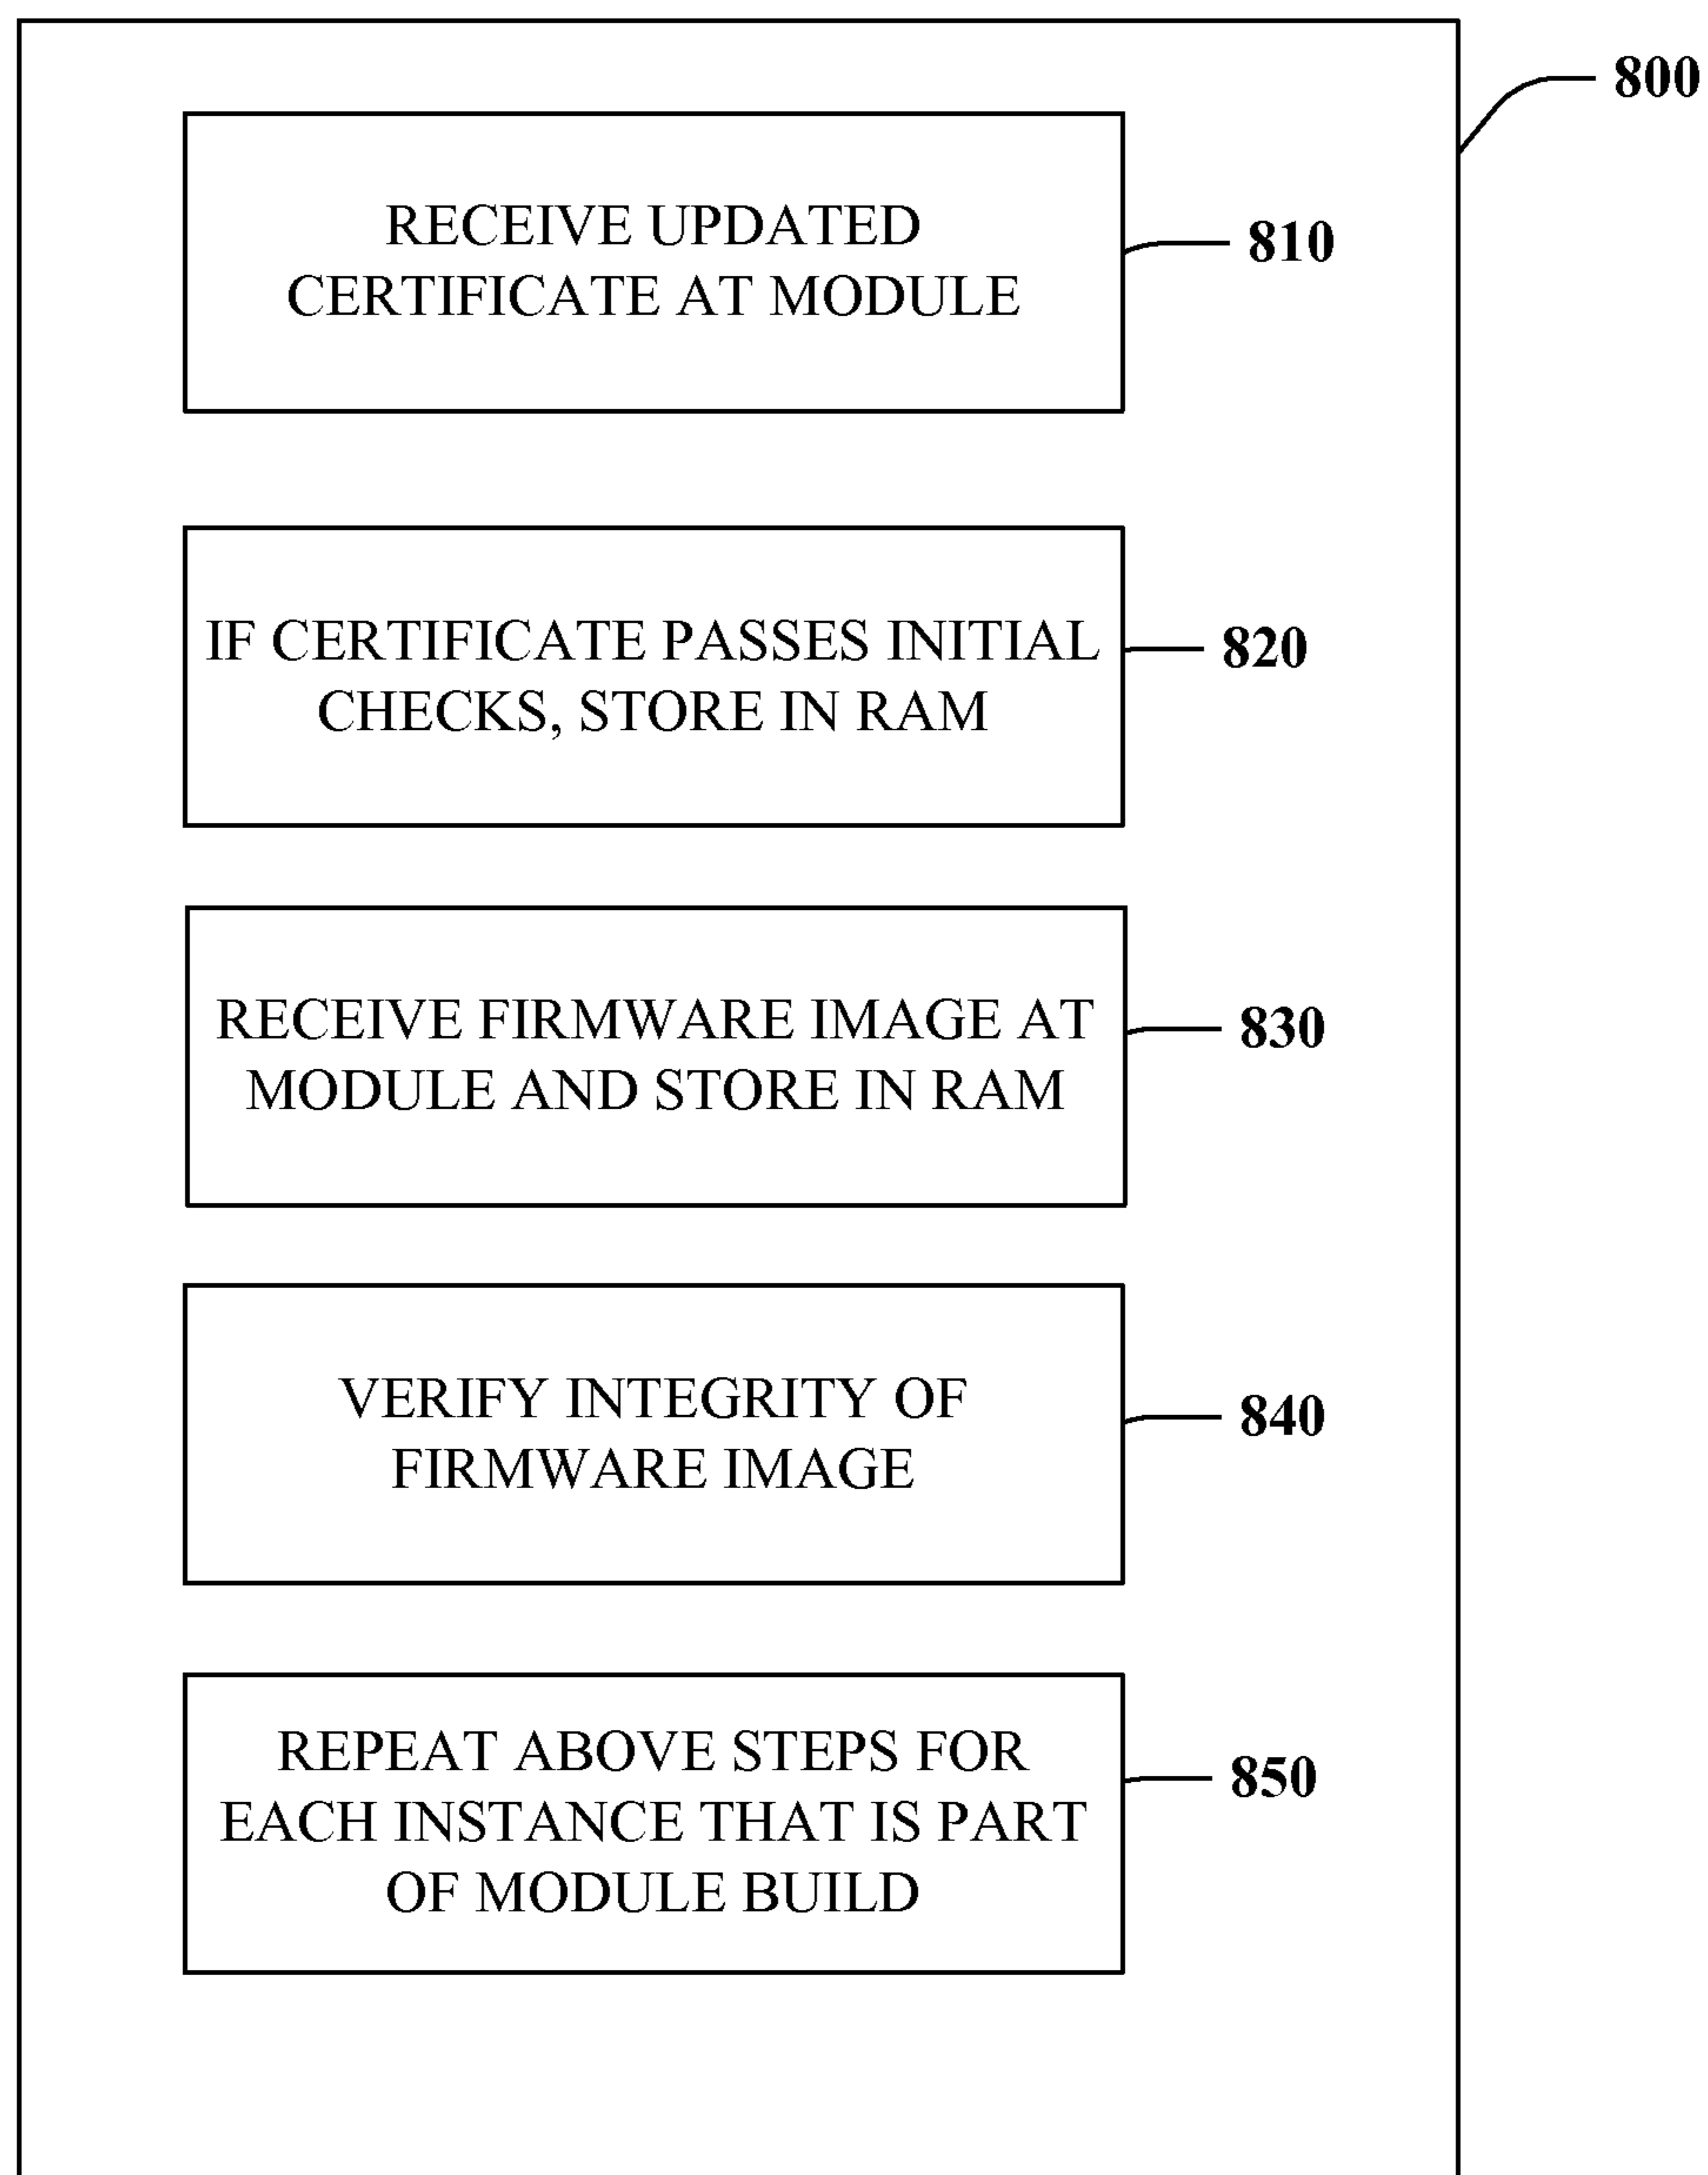 800
RECEIVE UPDATED
CERTIFICATE AT MODULE
810
IF CERTIFICATE PASSES INITIAL
CHECKS, STORE IN RAM
820
RECEIVE FIRMWARE IMAGE AT
MODULE AND STORE IN RAM
830
VERIFY INTEGRITY OF
FIRMWARE IMAGE
840
REPEAT ABOVE STEPS FOR
EACH INSTANCE THAT IS PART
OF MODULE BUILD
850